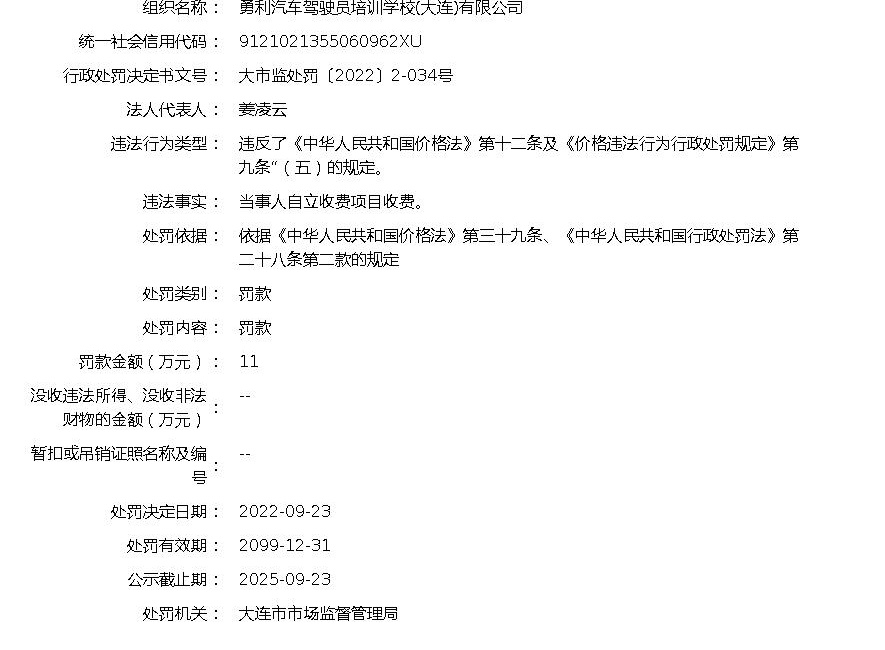 组织名称： 勇利汽车驾驶员培训学校(大连)有限公司
统一社会信用代码： 9121021355060962XU
行政处罚决定书文号： 大市监处罚〔2022〕2-034号
法人代表人： 姜凌云
违法行为类型： 违反了《中华人民共和国价格法》第十二条及《价格违法行为行政处罚规定》第
九条“（五）的规定。
违法事实： 当事人自立收费项目收费。
处罚依据： 依据《中华人民共和国价格法》第三十九条、《中华人民共和国行政处罚法》第
二十八条第二款的规定
处罚类别： 罚款
处罚内容： 罚款
罚款金额（万元）： 11
没收违法所得、没收非法
财物的金额（万元）： --
暂扣或吊销证照名称及编
号： --
处罚决定日期： 2022-09-23
处罚有效期： 2099-12-31
公示截止期： 2025-09-23
处罚机关： 大连市市场监督管理局